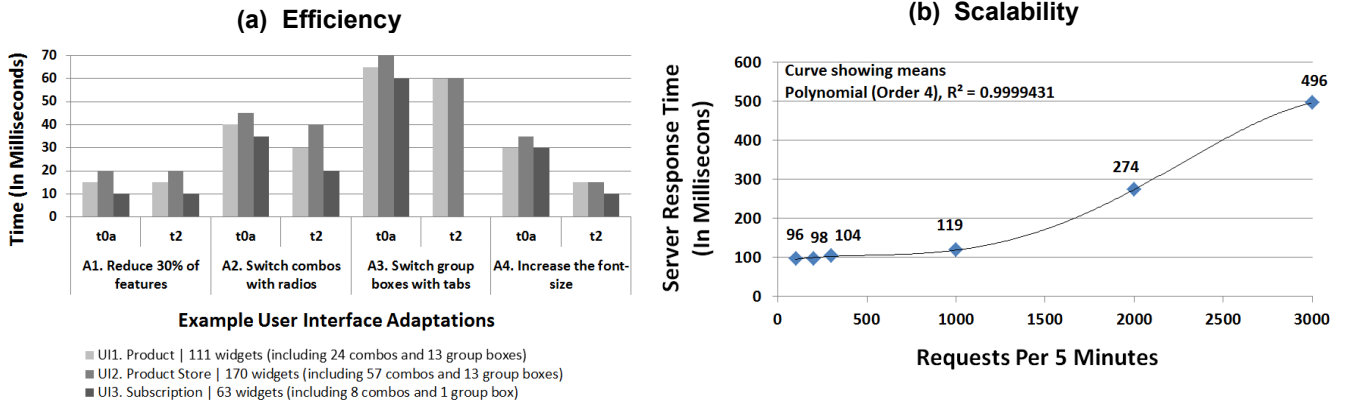 (a) Efficiency
Time (In Milliseconds)
70
60
50
40
30
20
10
0
t0a t2 t0a t2 t0a t2 t0a t2
A1. Reduce 30% of features
A2. Switch combos with radios
A3. Switch group boxes with tabs
A4. Increase the font-size
Example User Interface Adaptations
UI1. Product | 111 widgets (including 24 combos and 13 group boxes)
UI2. Product Store | 170 widgets (including 57 combos and 13 group boxes)
UI3. Subscription | 63 widgets (including 8 combos and 1 group box)
(b) Scalability
Server Response Time
(In Millisecons)
600
500
400
300
200
100
0
Curve showing means
Polynomial (Order 4), R² = 0.9999431
96 98 104 119 274 496
0 500 1000 1500 2000 2500 3000
Requests Per 5 Minutes